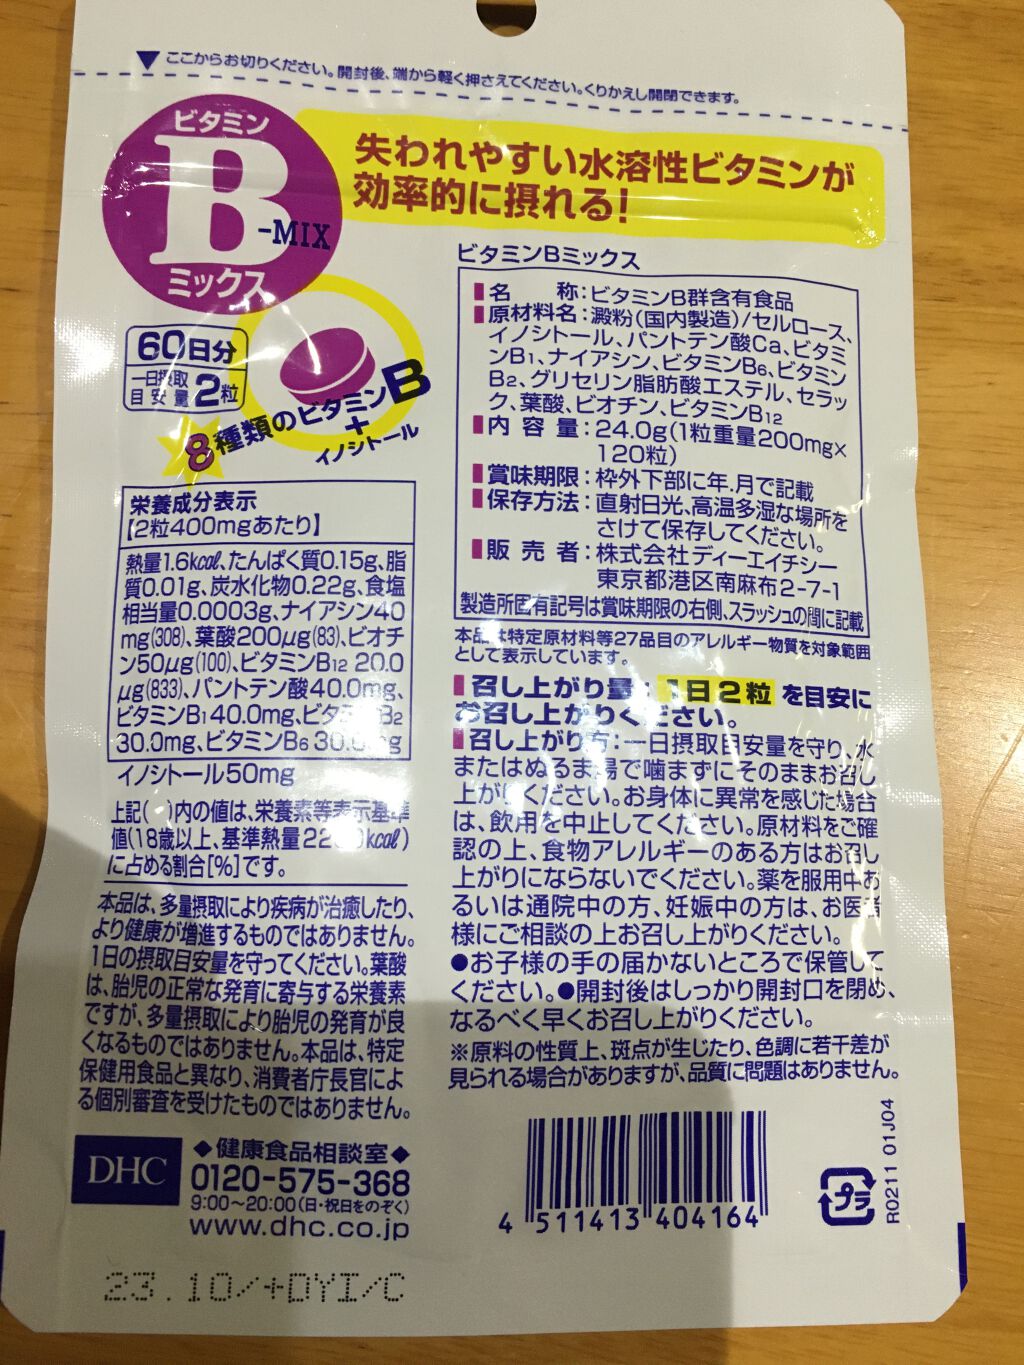 ▼ここからお切りください。開封後、端から軽く押さえてください。くりかえし開閉できます。
ビタミン
B
-MIX
ミックス
失われやすい水溶性ビタミンが
効率的に摂れる!
60日分
一日摂取
目安量2粒
8種類のビタミンB
+
イノシトール
栄養成分表示
【2粒400mgあたり】
熱量1.6kcal、たんぱく質0.15g、脂
質0.01g、炭水化物0.22g、食塩
相当量0.0003g、ナイアシン40
mg(308)、葉酸200μg(83)、ビオチ
ン50μg(100)、ビタミンB12 20.0
μg(833)、パントテン酸40.0mg、
ビタミンB1 40.0mg、ビタ B2
30.0mg、ビタミンB6 30. mg
イノシトール50mg
上記( )内の値は、栄養素等表示基準
値(18歳以上、基準熱量22 kcal)
に占める割合[%]です。
本品は、多量摂取により疾病が治癒したり、
より健康が増進するものではありません。
1日の摂取目安量を守ってください。葉酸
は、胎児の正常な発育に寄与する栄養素
ですが、多量摂取により胎児の発育が良
くなるものではありません。本品は、特定
保健用食品と異なり、消費者庁長官によ
る個別審査を受けたものではありません。
DHC
◆健康食品相談室◆
0120-575-368
9:00〜20:00(日・祝日をのぞく)
www.dhc.co.jp
23.10/+DYI/C
ビタミンBミックス
名 称:ビタミンB群含有食品
原材料名:澱粉(国内製造)/セルロース、
イノシトール、パントテン酸Ca、ビタミ
ンB1、ナイアシン、ビタミンB6、ビタミン
B2、グリセリン脂肪酸エステル、セラッ
ク、葉酸、ビオチン、ビタミンB12
内容量:24.0g(1粒重量200mg×
120粒)
賞味期限:枠外下部に年.月で記載
保存方法:直射日光、高温多湿な場所を
さけて保存してください。
販売者:株式会社ディーエイチシー
東京都港区南麻布2-7-1
製造所固有記号は賞味期限の右側、スラッシュの間に記載
本品は特定原材料等27品目のアレルギー物質を対象範囲
として表示しています。
召し上がり量:1日2粒を目安に
お召し上がりください。
召し上がり方:一日摂取目安量を守り、水
またはぬるま湯で噛まずにそのままお召し
上がりください。お身体に異常を感じた場合
は、飲用を中止してください。原材料をご確
認の上、食物アレルギーのある方はお召し
上がりにならないでください。薬を服用中あ
るいは通院中の方、妊娠中の方は、お医者
様にご相談の上お召し上がりください。
●お子様の手の届かないところで保管して
ください。●開封後はしっかり開封口を閉め、
なるべく早くお召し上がりください。
※原料の性質上、斑点が生じたり、色調に若干差が
見られる場合がありますが、品質に問題はありません。
4 511413 404164
プラ
R0211 01J04